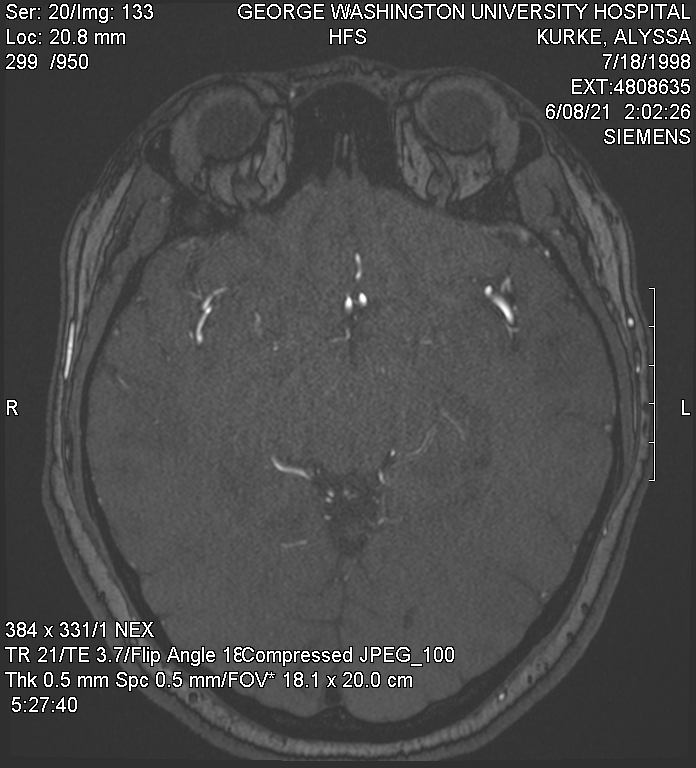 Ser: 20/Img: 133
Loc: 20.8 mm
299 /950
GEORGE WASHINGTON UNIVERSITY HOSPITAL
HFS
KURKE, ALYSSA
7/18/1998
EXT:4808635
6/08/21 2:02:26
SIEMENS
R
L
384 x 331/1 NEX
TR 21/TE 3.7/Flip Angle 18Compressed JPEG_100
Thk 0.5 mm Spc 0.5 mm/FOV* 18.1 x 20.0 cm
5:27:40